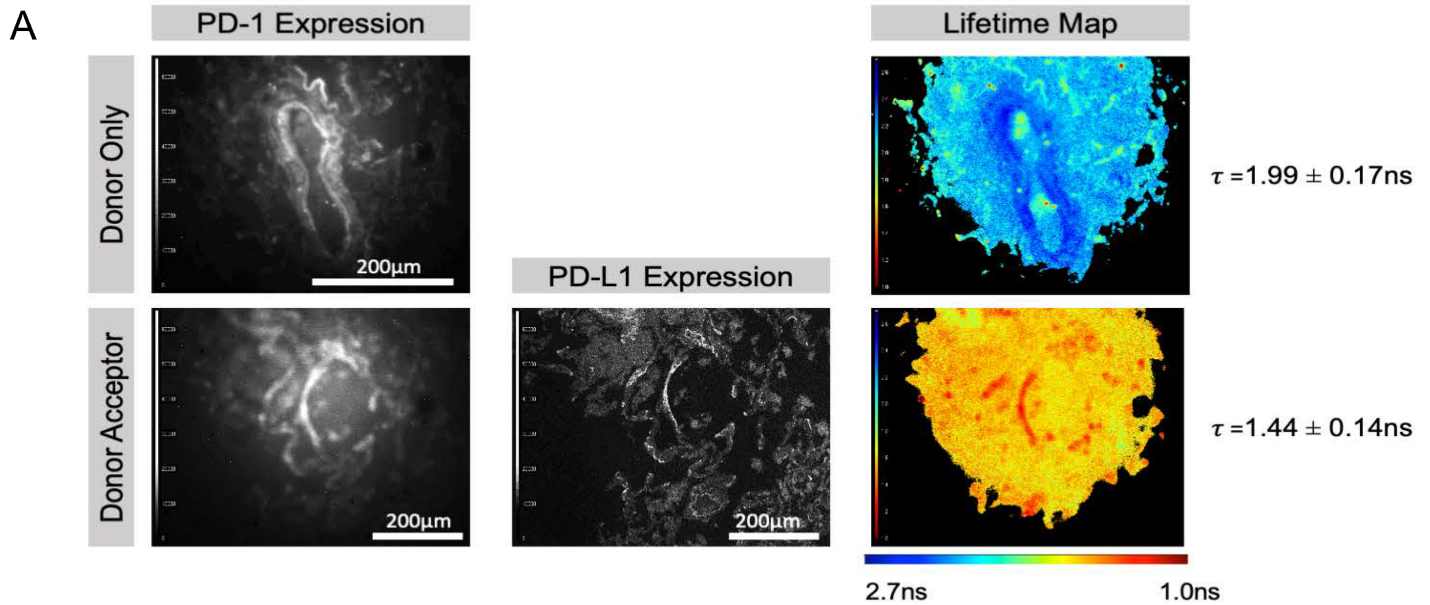 A
PD-1 Expression
Lifetime Map
Donor Only
200µm
τ =1.99 ± 0.17ns
PD-L1 Expression
Donor Acceptor
200µm
200µm
τ =1.44 ± 0.14ns
2.7ns
1.0ns